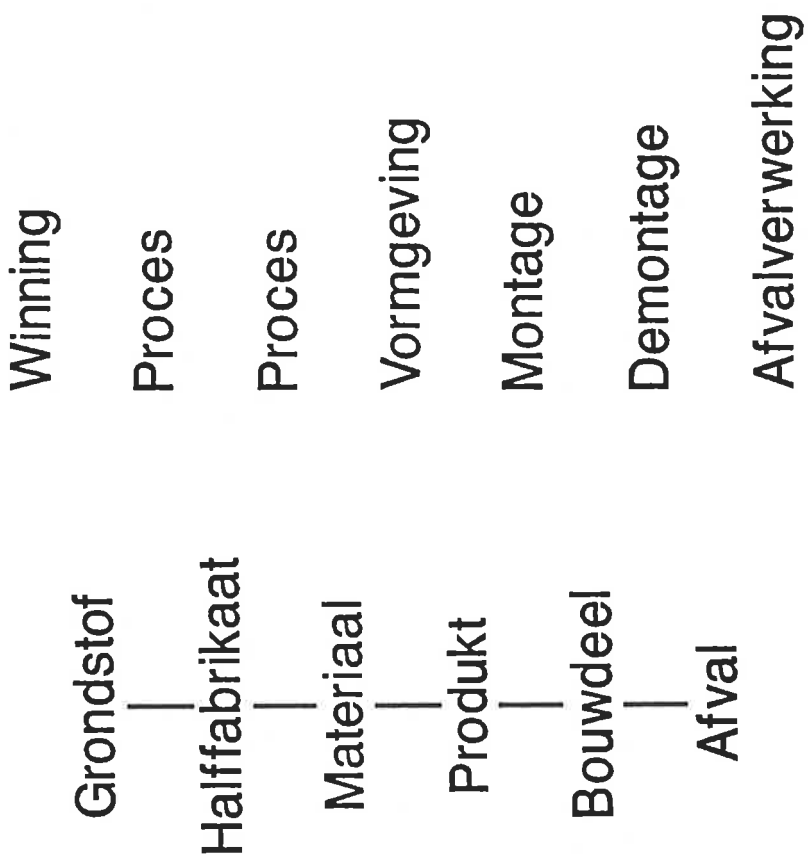 Winning
Grondstof
Proces
Halffabrikaat
Proces
Materiaal
Vormgeving
Produkt
Montage
Bouwdeel
Demontage
Afval
Afvalverwerking